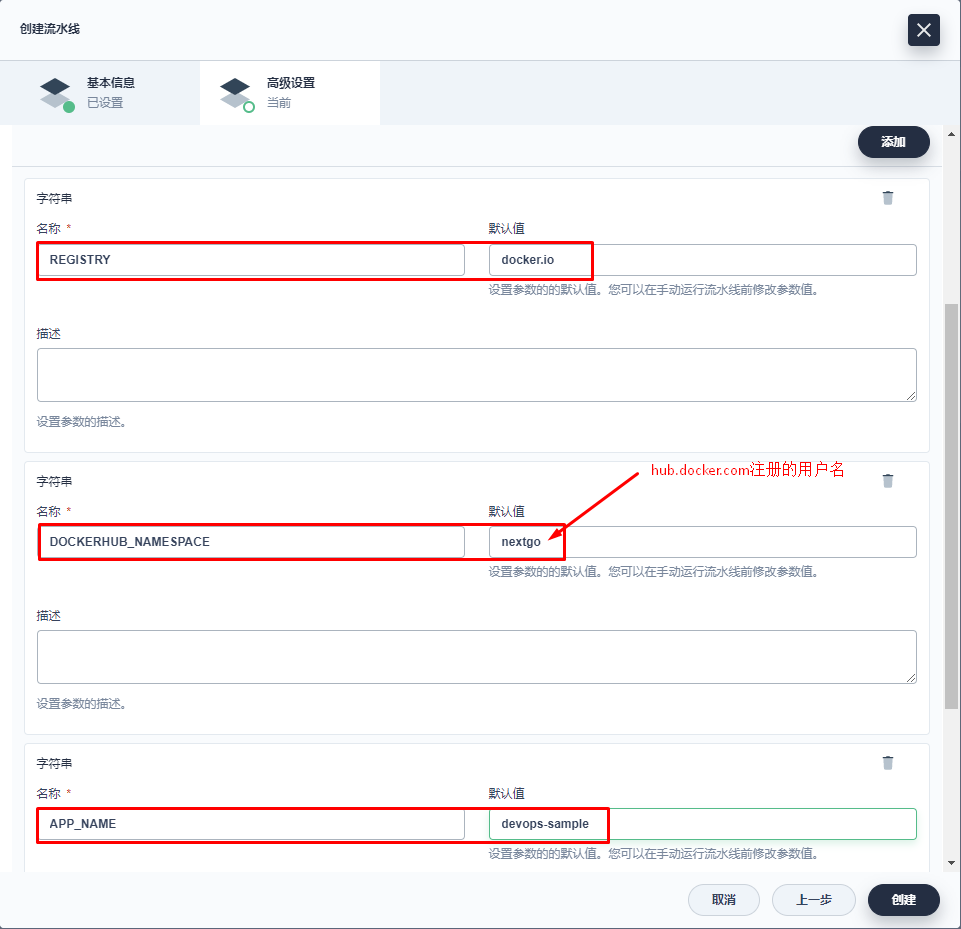 创建流水线
基本信息
已设置
高级设置
当前
添加
字符串
名称 *
默认值
REGISTRY
docker.io
设置参数的的默认值。您可以在手动运行流水线前修改参数值。
描述
设置参数的描述。
hub.docker.com注册的用户名
字符串
名称 *
默认值
DOCKERHUB_NAMESPACE
nextgo
设置参数的的默认值。您可以在手动运行流水线前修改参数值。
描述
设置参数的描述。
字符串
名称 *
默认值
APP_NAME
devops-sample
设置参数的的默认值。您可以在手动运行流水线前修改参数值。
取消
上一步
创建